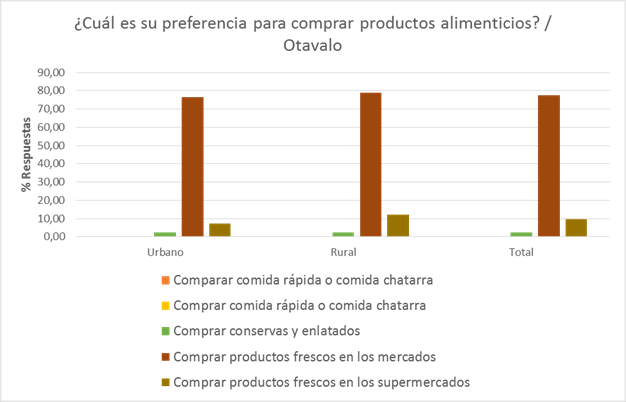 ¿Cuál es su preferencia para comprar productos alimenticios? /
Otavalo
90,00
80,00
70,00
60,00
50,00
40,00
30,00
20,00
10,00
0,00
% Respuestas
Urbano
Rural
Total
Comparar comida rápida o comida chatarra
Comprar comida rápida o comida chatarra
Comprar conservas y enlatados
Comprar productos frescos en los mercados
Comprar productos frescos en los supermercados